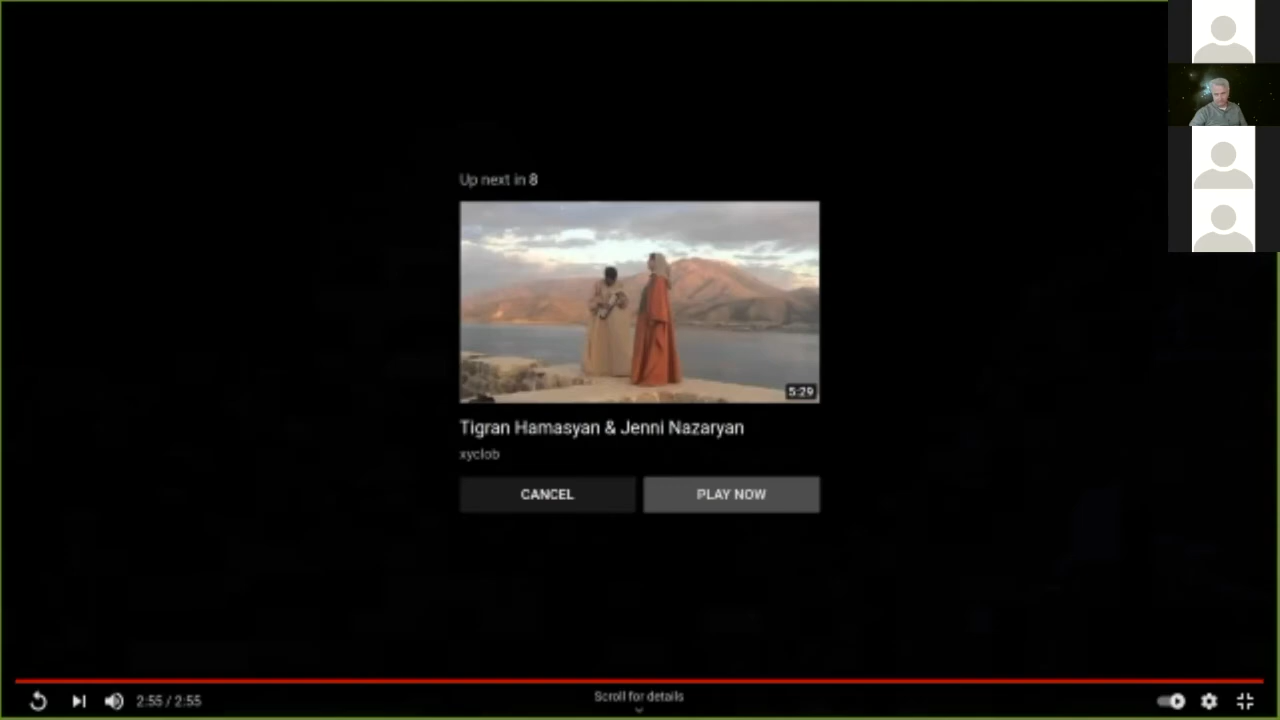 Up next in 8
5:29
Tigran Hamasyan & Jenni Nazaryan
xyclob
CANCEL
PLAY NOW
2:55 / 2:55
Scroll for details